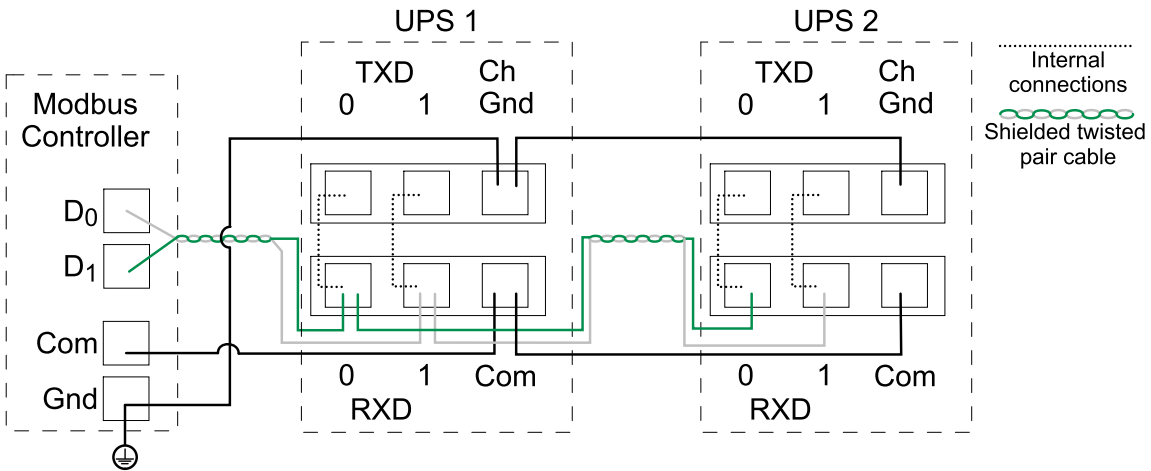 UPS 1
UPS 2
TXD
Ch
0 1 Gnd
TXD
Ch
0 1 Gnd
Internal
connections
Shielded twisted
pair cable
Modbus
Controller
D0
D1
Com
Gnd
0 1 Com
RXD
0 1 Com
RXD